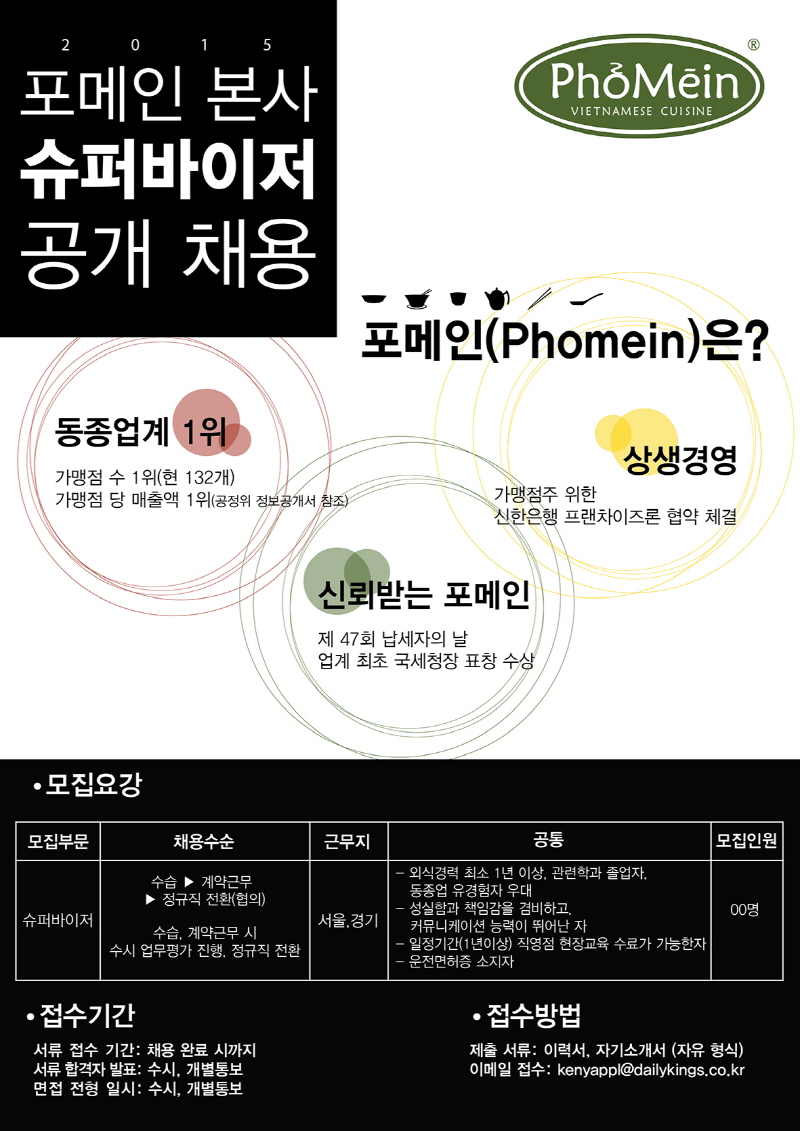 2 0 1 5
포메인 본사
슈퍼바이저
공개 채용
PhỏMēin ®
VIETNAMESE CUISINE
포메인(Phomein)은?
동종업계 1위
가맹점 수 1위(현 132개)
가맹점 당 매출액 1위(공정위 정보공개서 참조)
상생경영
가맹점주 위한
신한은행 프랜차이즈론 협약 체결
신뢰받는 포메인
제 47회 납세자의 날
업계 최초 국세청장 표창 수상
• 모집요강
모집부문 채용수순 근무지 공통 모집인원
슈퍼바이저
수습 ▶ 계약근무
▶ 정규직 전환(협의)
수습, 계약근무 시
수시 업무평가 진행, 정규직 전환
서울,경기
– 외식경력 최소 1년 이상, 관련학과 졸업자,
동종업 유경험자 우대
– 성실함과 책임감을 겸비하고,
커뮤니케이션 능력이 뛰어난 자
– 일정기간(1년이상) 직영점 현장교육 수료가 가능한자
– 운전면허증 소지자
00명
• 접수기간
서류 접수 기간: 채용 완료 시까지
서류 합격자 발표: 수시, 개별통보
면접 전형 일시: 수시, 개별통보
• 접수방법
제출 서류: 이력서, 자기소개서 (자유 형식)
이메일 접수: kenyappl@dailykings.co.kr